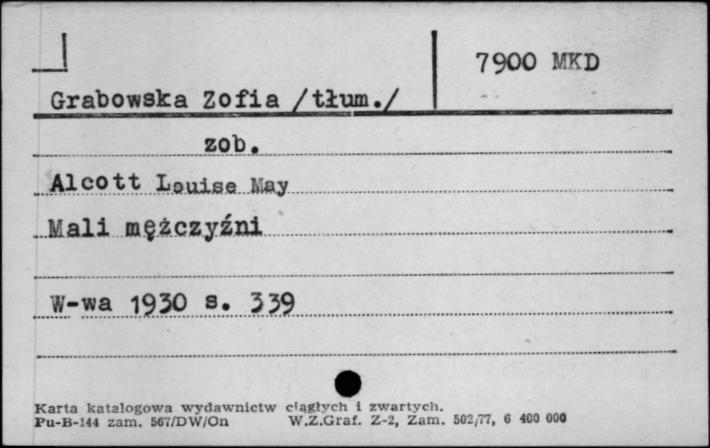 7900 MKD
Grabowska Zofia /tłum./
zob.
Alcott Louise May
Mali mężczyźni
W-wa 1930 s. 339
Karta katalogowa wydawnictw ciągłych i zwartych.
Pu-B-144 zam. 567/DW/On W.Z.Graf. Z-2, Zam. 502/77, 6 400 000